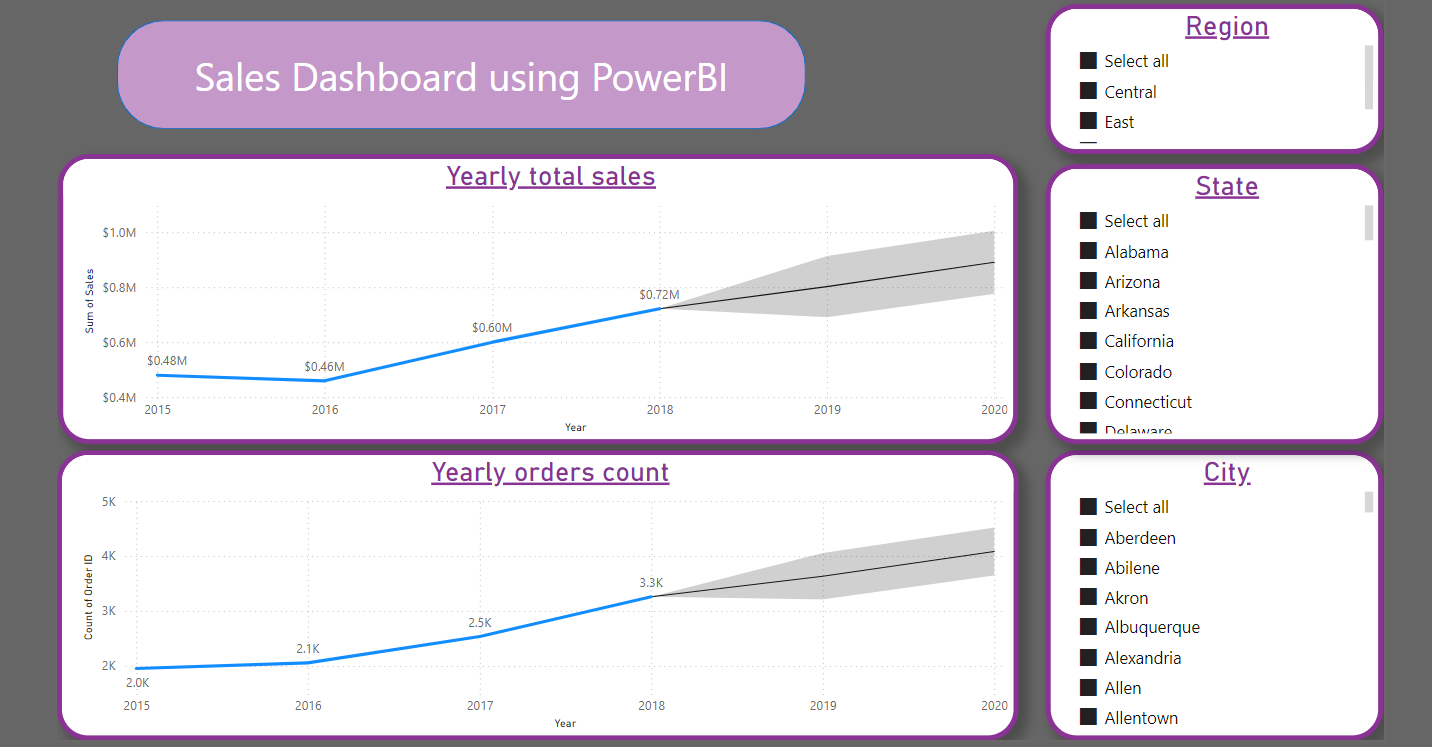 Sales Dashboard using PowerBI
Yearly total sales
$1.0M
$0.8M
$0.6M
$0.4M
Sum of Sales
$0.48M
$0.46M
$0.60M
$0.72M
2015
2016
2017
2018
2019
2020
Year
Yearly orders count
5K
4K
3K
2K
Count of Order ID
2.0K
2.1K
2.5K
3.3K
2015
2016
2017
2018
2019
2020
Year
Region
Select all
Central
East
State
Select all
Alabama
Arizona
Arkansas
California
Colorado
Connecticut
Delaware
City
Select all
Aberdeen
Abilene
Akron
Albuquerque
Alexandria
Allen
Allentown